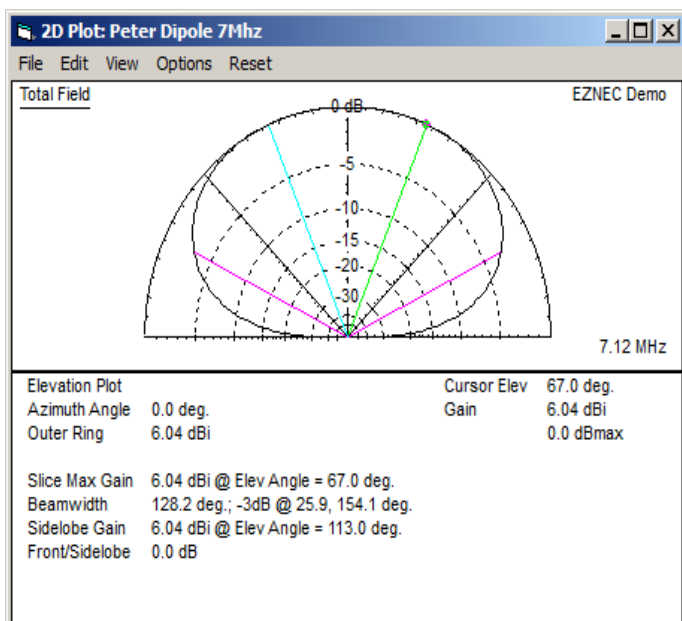 2D Plot: Peter Dipole 7Mhz
File Edit View Options Reset
Total Field
EZNEC Demo
0 dB
-5
-10
-15
-20
-30
7.12 MHz
Elevation Plot
Cursor Elev 67.0 deg.
Azimuth Angle 0.0 deg.
Gain 6.04 dBi
Outer Ring 6.04 dBi
0.0 dBmax
Slice Max Gain 6.04 dBi @ Elev Angle = 67.0 deg.
Beamwidth 128.2 deg.; -3dB @ 25.9, 154.1 deg.
Sidelobe Gain 6.04 dBi @ Elev Angle = 113.0 deg.
Front/Sidelobe 0.0 dB